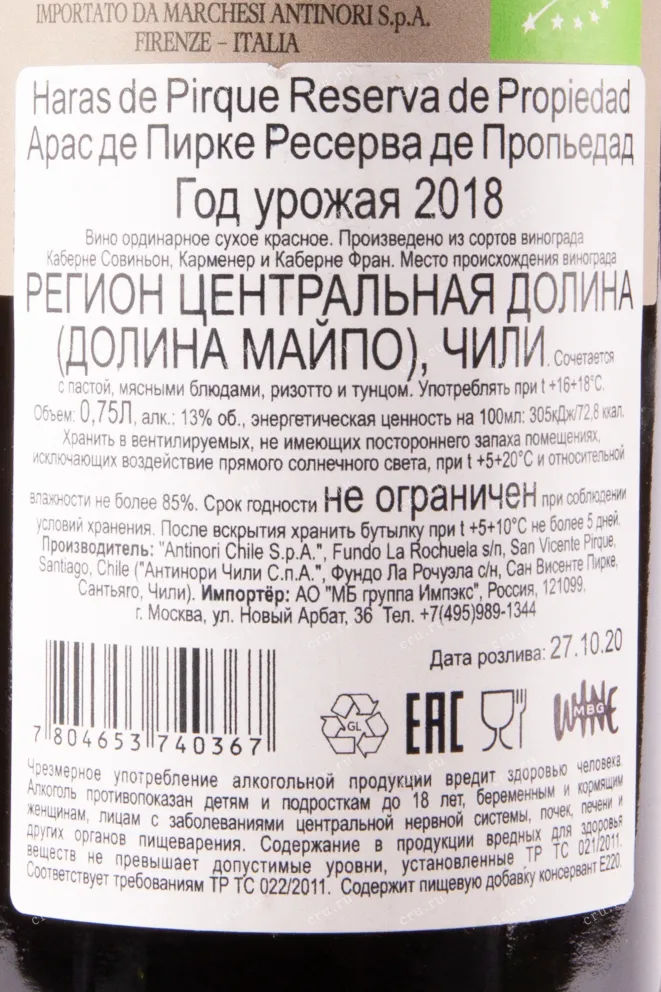 IMPORTATO DA MARCHESI ANTINORI S.p.A.
FIRENZE - ITALIA
Haras de Pirque Reserva de Propiedad
Арас де Пирке Ресерва де Пропьедад
Год урожая 2018
Вино ординарное сухое красное. Произведено из сортов винограда
Каберне Совиньон, Карменер и Каберне Фран. Место происхождения винограда
РЕГИОН ЦЕНТРАЛЬНАЯ ДОЛИНА
(ДОЛИНА МАЙПО), ЧИЛИ. Сочетается
с пастой, мясными блюдами, ризотто и тунцом. Употреблять при t +16+18°C.
Объем: 0,75Л, алк.: 13% об., энергетическая ценность на 100мл: 305кДж/72,8 ккал.
Хранить в вентилируемых, не имеющих постороннего запаха помещениях,
исключающих воздействие прямого солнечного света, при t +5+20°C и относительной
влажности не более 85%. Срок годности не ограничен при соблюдении
условий хранения. После вскрытия хранить бутылку при t +5+10°C не более 5 дней.
Производитель: "Antinori Chile S.p.A.", Fundo La Rochuela s/n, San Vicente Pirque,
Santiago, Chile ("Антинори Чили С.п.А.", Фундо Ла Рочуэла с/н, Сан Висенте Пирке,
Сантьяго, Чили). Импортёр: АО "МБ группа Импэкс", Россия, 121099,
г. Москва, ул. Новый Арбат, 36 Тел. +7(495)989-1344
Дата розлива: 27.10.20
7 804653 740367
GL
EAC
WINE
MBG
Чрезмерное употребление алкогольной продукции вредит здоровью человека.
Алкоголь противопоказан детям и подросткам до 18 лет, беременным и кормящим
женщинам, лицам с заболеваниями центральной нервной системы, почек, печени и
других органов пищеварения. Содержание в продукции вредных для здоровья
веществ не превышает допустимые уровни, установленные ТР ТС 021/2011.
Соответствует требованиям ТР ТС 022/2011. Содержит пищевую добавку консервант Е220.
cru.ru